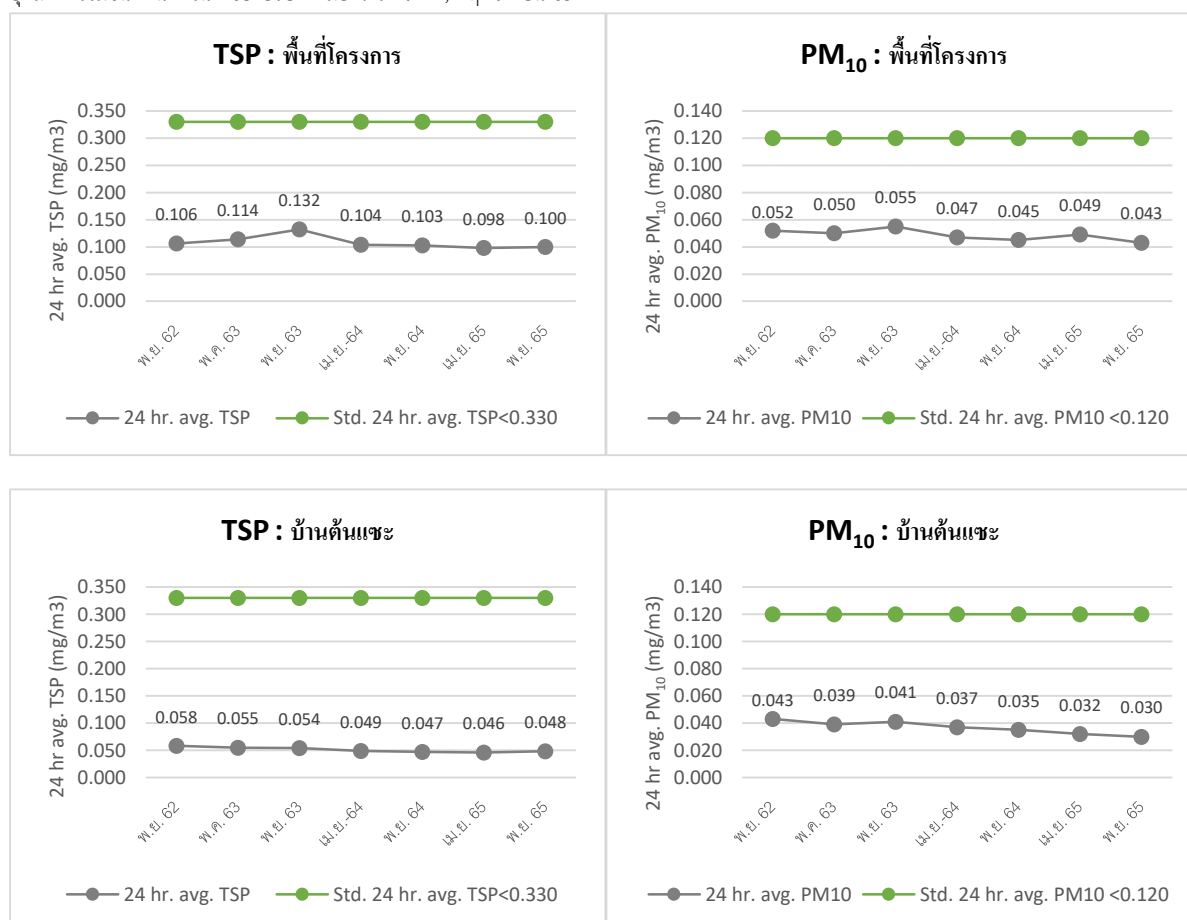 TSP : พื้นที่โครงการ
24 hr avg. TSP (mg/m3)
0.350
0.300
0.250
0.200
0.150
0.100
0.050
0.000
0.106 0.114 0.132 0.104 0.103 0.098 0.100
พ.ย. 62 พ.ค. 63 พ.ย. 63 เม.ย.-64 พ.ย. 64 เม.ย. 65 พ.ย. 65
24 hr. avg. TSP Std. 24 hr. avg. TSP<0.330
PM10 : พื้นที่โครงการ
24 hr avg. PM10 (mg/m3)
0.140
0.120
0.100
0.080
0.060
0.040
0.020
0.000
0.052 0.050 0.055 0.047 0.045 0.049 0.043
พ.ย. 62 พ.ค. 63 พ.ย. 63 เม.ย.-64 พ.ย. 64 เม.ย. 65 พ.ย. 65
24 hr. avg. PM10 Std. 24 hr. avg. PM10 <0.120
TSP : บ้านต้นแซะ
24 hr avg. TSP (mg/m3)
0.350
0.300
0.250
0.200
0.150
0.100
0.050
0.000
0.058 0.055 0.054 0.049 0.047 0.046 0.048
พ.ย. 62 พ.ค. 63 พ.ย. 63 เม.ย.-64 พ.ย. 64 เม.ย. 65 พ.ย. 65
24 hr. avg. TSP Std. 24 hr. avg. TSP<0.330
PM10 : บ้านต้นแซะ
24 hr avg. PM10 (mg/m3)
0.140
0.120
0.100
0.080
0.060
0.040
0.020
0.000
0.043 0.039 0.041 0.037 0.035 0.032 0.030
พ.ย. 62 พ.ค. 63 พ.ย. 63 เม.ย.-64 พ.ย. 64 เม.ย. 65 พ.ย. 65
24 hr. avg. PM10 Std. 24 hr. avg. PM10 <0.120